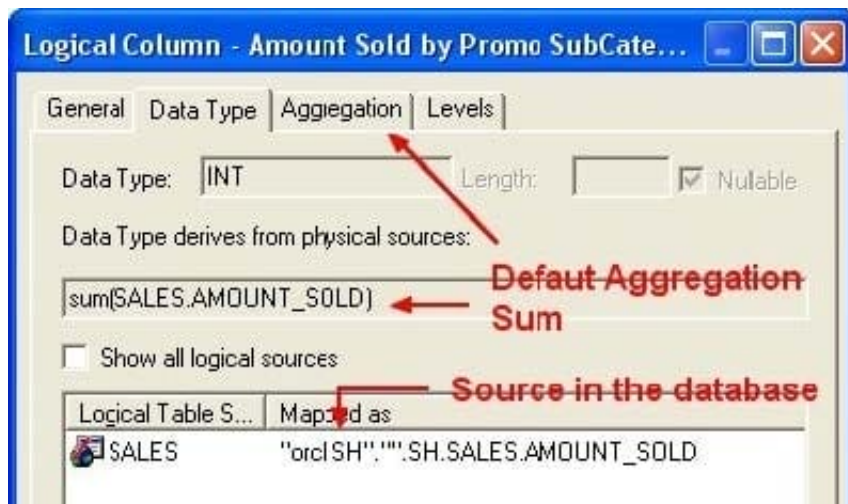 Logical Column - Amount Sold by Promo SubCate...
General Data Type Aggregation Levels
Data Type: INT Length: Nullable
Data Type derives from physical sources:
Defaut Aggregation
sum(SALES.AMOUNT_SOLD)
Sum
Show all logical sources
Source in the database
Logical Table S... Mapped as
SALES "orclSH"."".SH.SALES.AMOUNT_SOLD